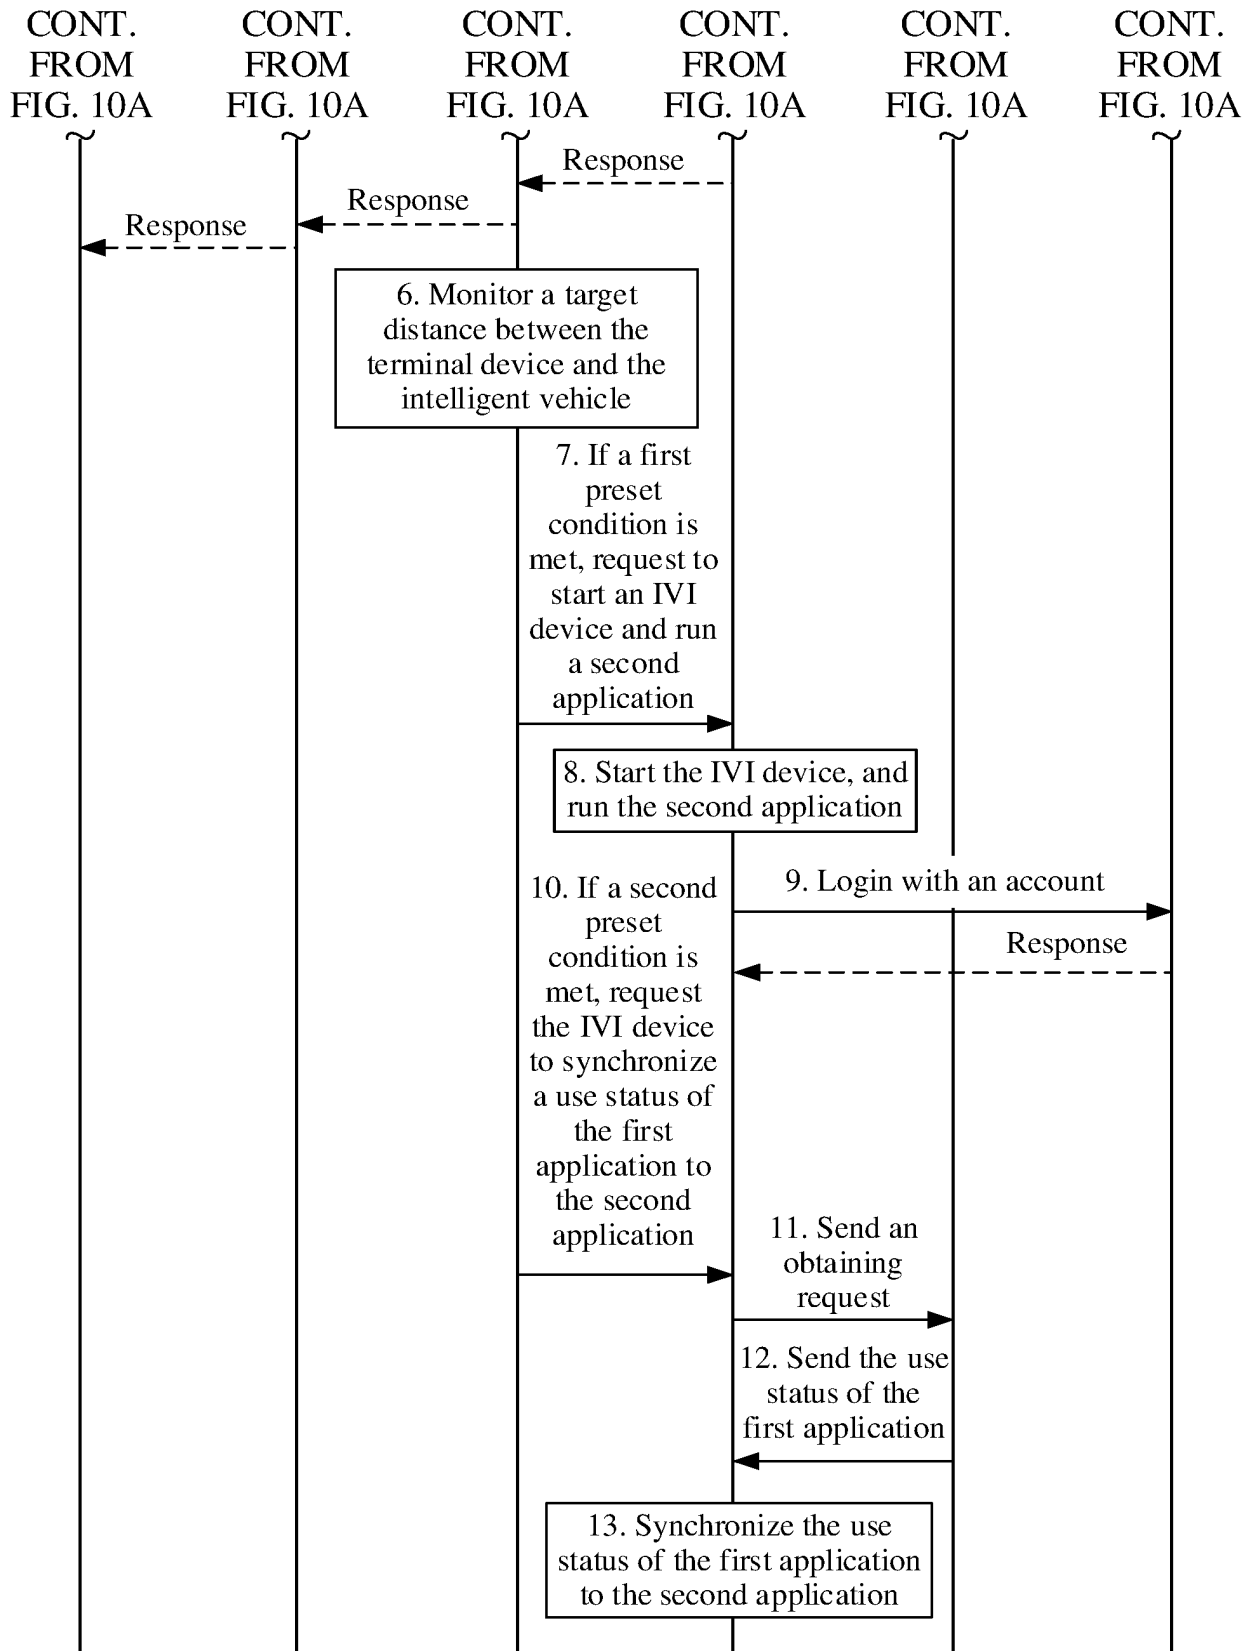 CONT.
FROM
FIG. 10A
CONT.
FROM
FIG. 10A
CONT.
FROM
FIG. 10A
CONT.
FROM
FIG. 10A
CONT.
FROM
FIG. 10A
CONT.
FROM
FIG. 10A
Response
Response
Response
6. Monitor a target
distance between the
terminal device and the
intelligent vehicle
7. If a first
preset
condition is
met, request to
start an IVI
device and run
a second
application
8. Start the IVI device, and
run the second application
9. Login with an account
Response
10. If a second
preset
condition is
met, request
the IVI device
to synchronize
a use status of
the first
application to
the second
application
11. Send an
obtaining
request
12. Send the use
status of the
first application
13. Synchronize the use
status of the first application
to the second application